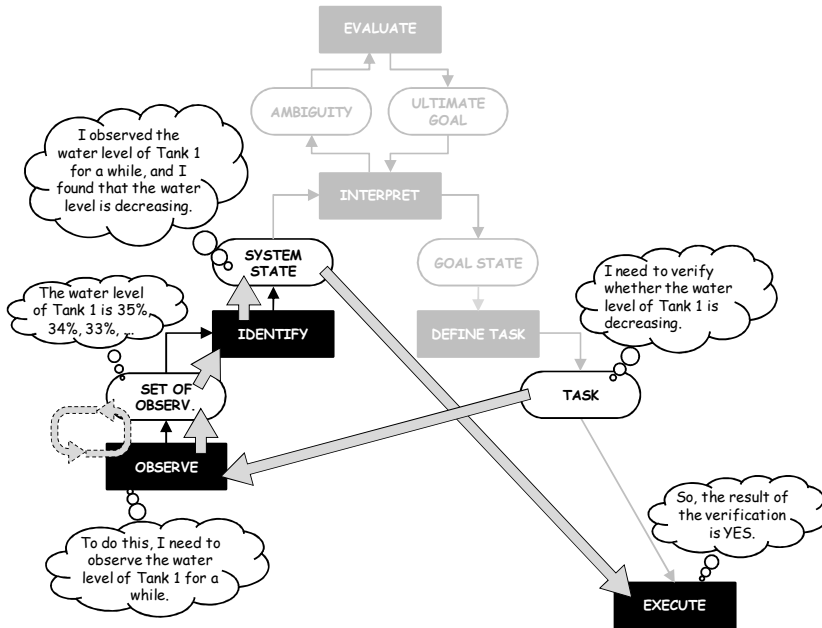 EVALUATE
AMBIGUITY
ULTIMATE
GOAL
I observed the
water level of Tank 1
for a while, and I
found that the water
level is decreasing.
INTERPRET
SYSTEM
STATE
GOAL STATE
I need to verify
whether the water
level of Tank 1 is
decreasing.
The water level
of Tank 1 is 35%,
34%, 33%, ...
IDENTIFY
DEFINE TASK
SET OF
OBSERV.
TASK
OBSERVE
So, the result of
the verification
is YES.
To do this, I need to
observe the water
level of Tank 1 for a
while.
EXECUTE